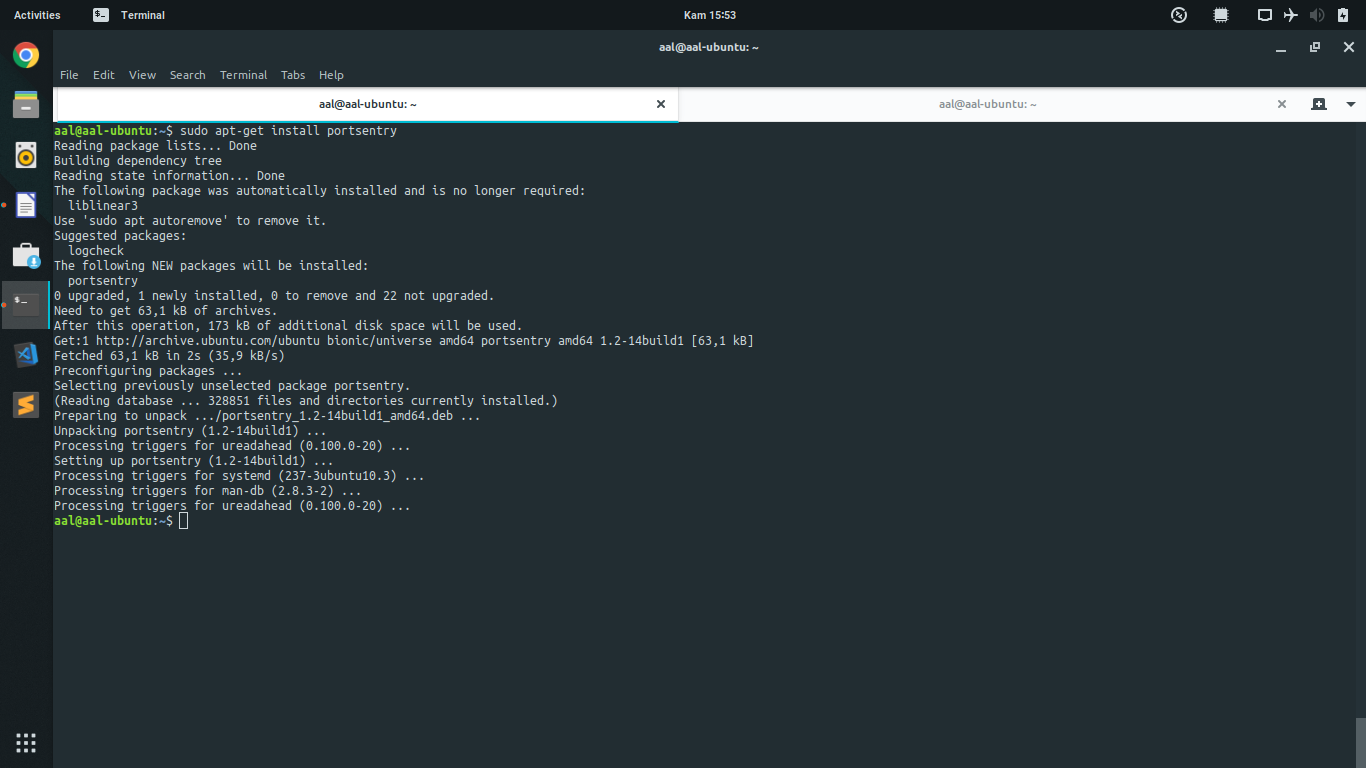 Activities Terminal Kam 15:53
aal@aal-ubuntu: ~
File Edit View Search Terminal Tabs Help
aal@aal-ubuntu: ~ aal@aal-ubuntu: ~
aal@aal-ubuntu:~$ sudo apt-get install portsentry
Reading package lists... Done
Building dependency tree
Reading state information... Done
The following package was automatically installed and is no longer required:
  liblinear3
Use 'sudo apt autoremove' to remove it.
Suggested packages:
  logcheck
The following NEW packages will be installed:
  portsentry
0 upgraded, 1 newly installed, 0 to remove and 22 not upgraded.
Need to get 63,1 kB of archives.
After this operation, 173 kB of additional disk space will be used.
Get:1 http://archive.ubuntu.com/ubuntu bionic/universe amd64 portsentry amd64 1.2-14build1 [63,1 kB]
Fetched 63,1 kB in 2s (35,9 kB/s)
Preconfiguring packages ...
Selecting previously unselected package portsentry.
(Reading database ... 328851 files and directories currently installed.)
Preparing to unpack .../portsentry_1.2-14build1_amd64.deb ...
Unpacking portsentry (1.2-14build1) ...
Processing triggers for ureadahead (0.100.0-20) ...
Setting up portsentry (1.2-14build1) ...
Processing triggers for systemd (237-3ubuntu10.3) ...
Processing triggers for man-db (2.8.3-2) ...
Processing triggers for ureadahead (0.100.0-20) ...
aal@aal-ubuntu:~$